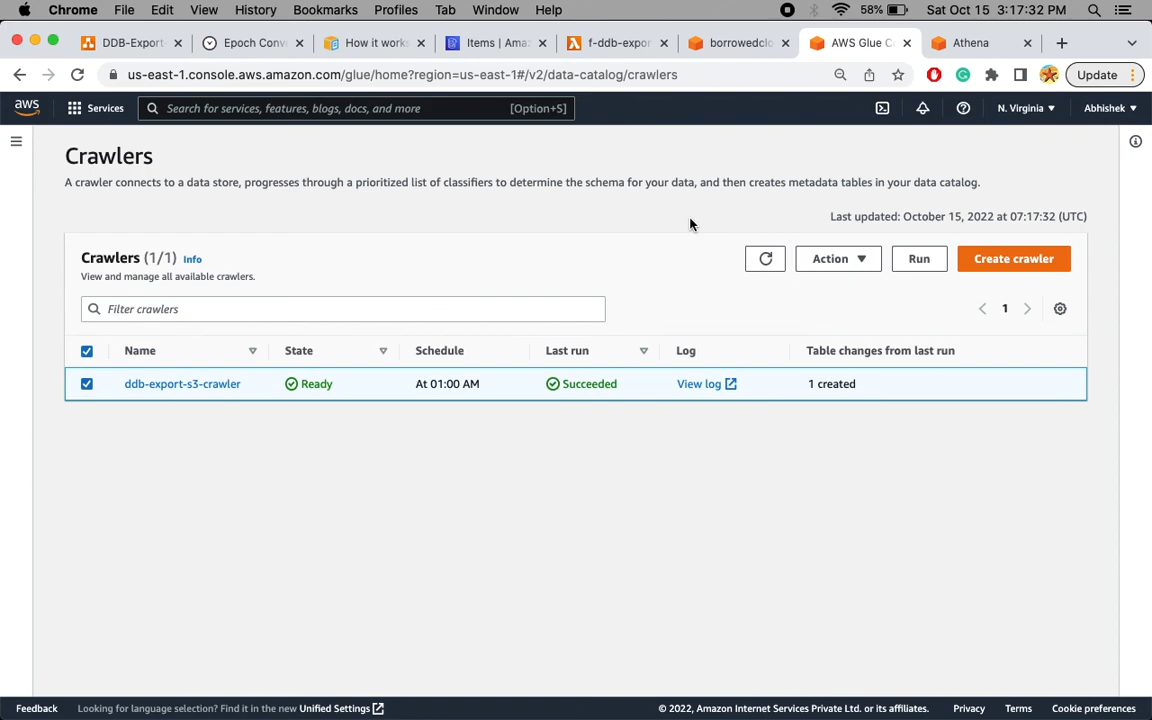 Chrome File Edit View History Bookmarks Profiles Tab Window Help 58% Sat Oct 15 3:17:32 PM
DDB-Export Epoch Conv How it works Items | Ama f-ddb-expor borrowedclo AWS Glue C Athena
us-east-1.console.aws.amazon.com/glue/home?region=us-east-1#/v2/data-catalog/crawlers Update
aws Services Search for services, features, blogs, docs, and more [Option+S] N. Virginia Abhishek
Crawlers
A crawler connects to a data store, progresses through a prioritized list of classifiers to determine the schema for your data, and then creates metadata tables in your data catalog.
Last updated: October 15, 2022 at 07:17:32 (UTC)
Crawlers (1/1) Info Action Run Create crawler
View and manage all available crawlers.
Filter crawlers 1
Name State Schedule Last run Log Table changes from last run
ddb-export-s3-crawler Ready At 01:00 AM Succeeded View log 1 created
Feedback Looking for language selection? Find it in the new Unified Settings © 2022, Amazon Internet Services Private Ltd. or its affiliates. Privacy Terms Cookie preferences